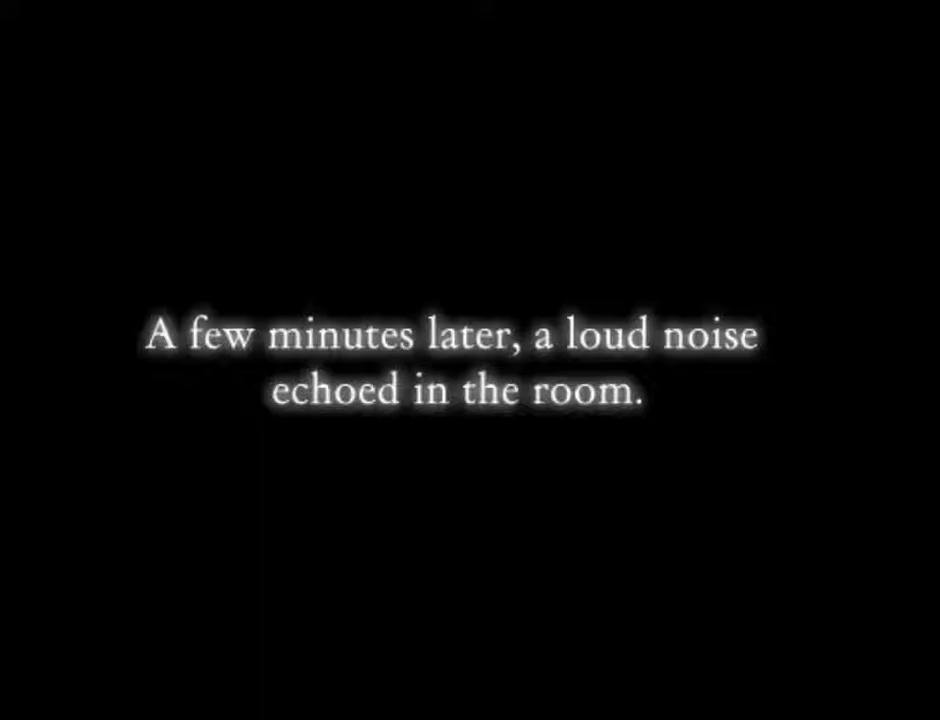 A few minutes later, a loud noise
echoed in the room.